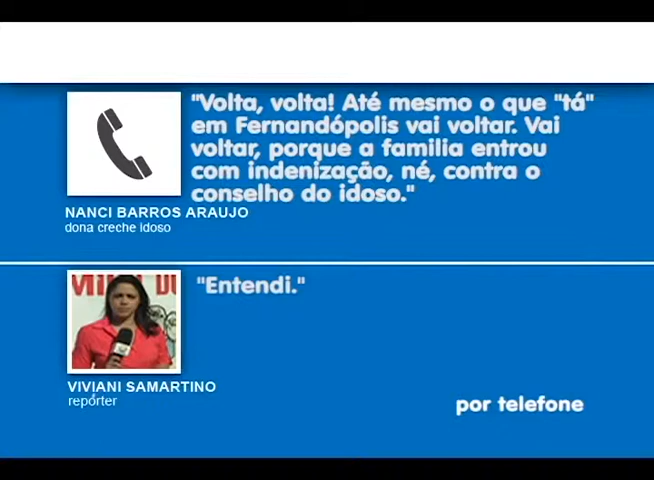 "Volta, volta! Até mesmo o que "tá"
em Fernandópolis vai voltar. Vai
voltar, porque a familia entrou
com indenização, né, contra o
conselho do idoso."
NANCI BARROS ARAUJO
dona creche idoso
"Entendi."
VIVIANI SAMARTINO
repórter
por telefone